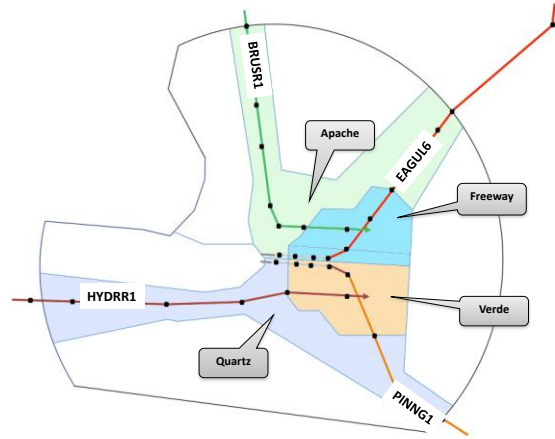 BRUSR1
Apache
EAGUL6
Freeway
HYDRR1
Verde
Quartz
PINNG1